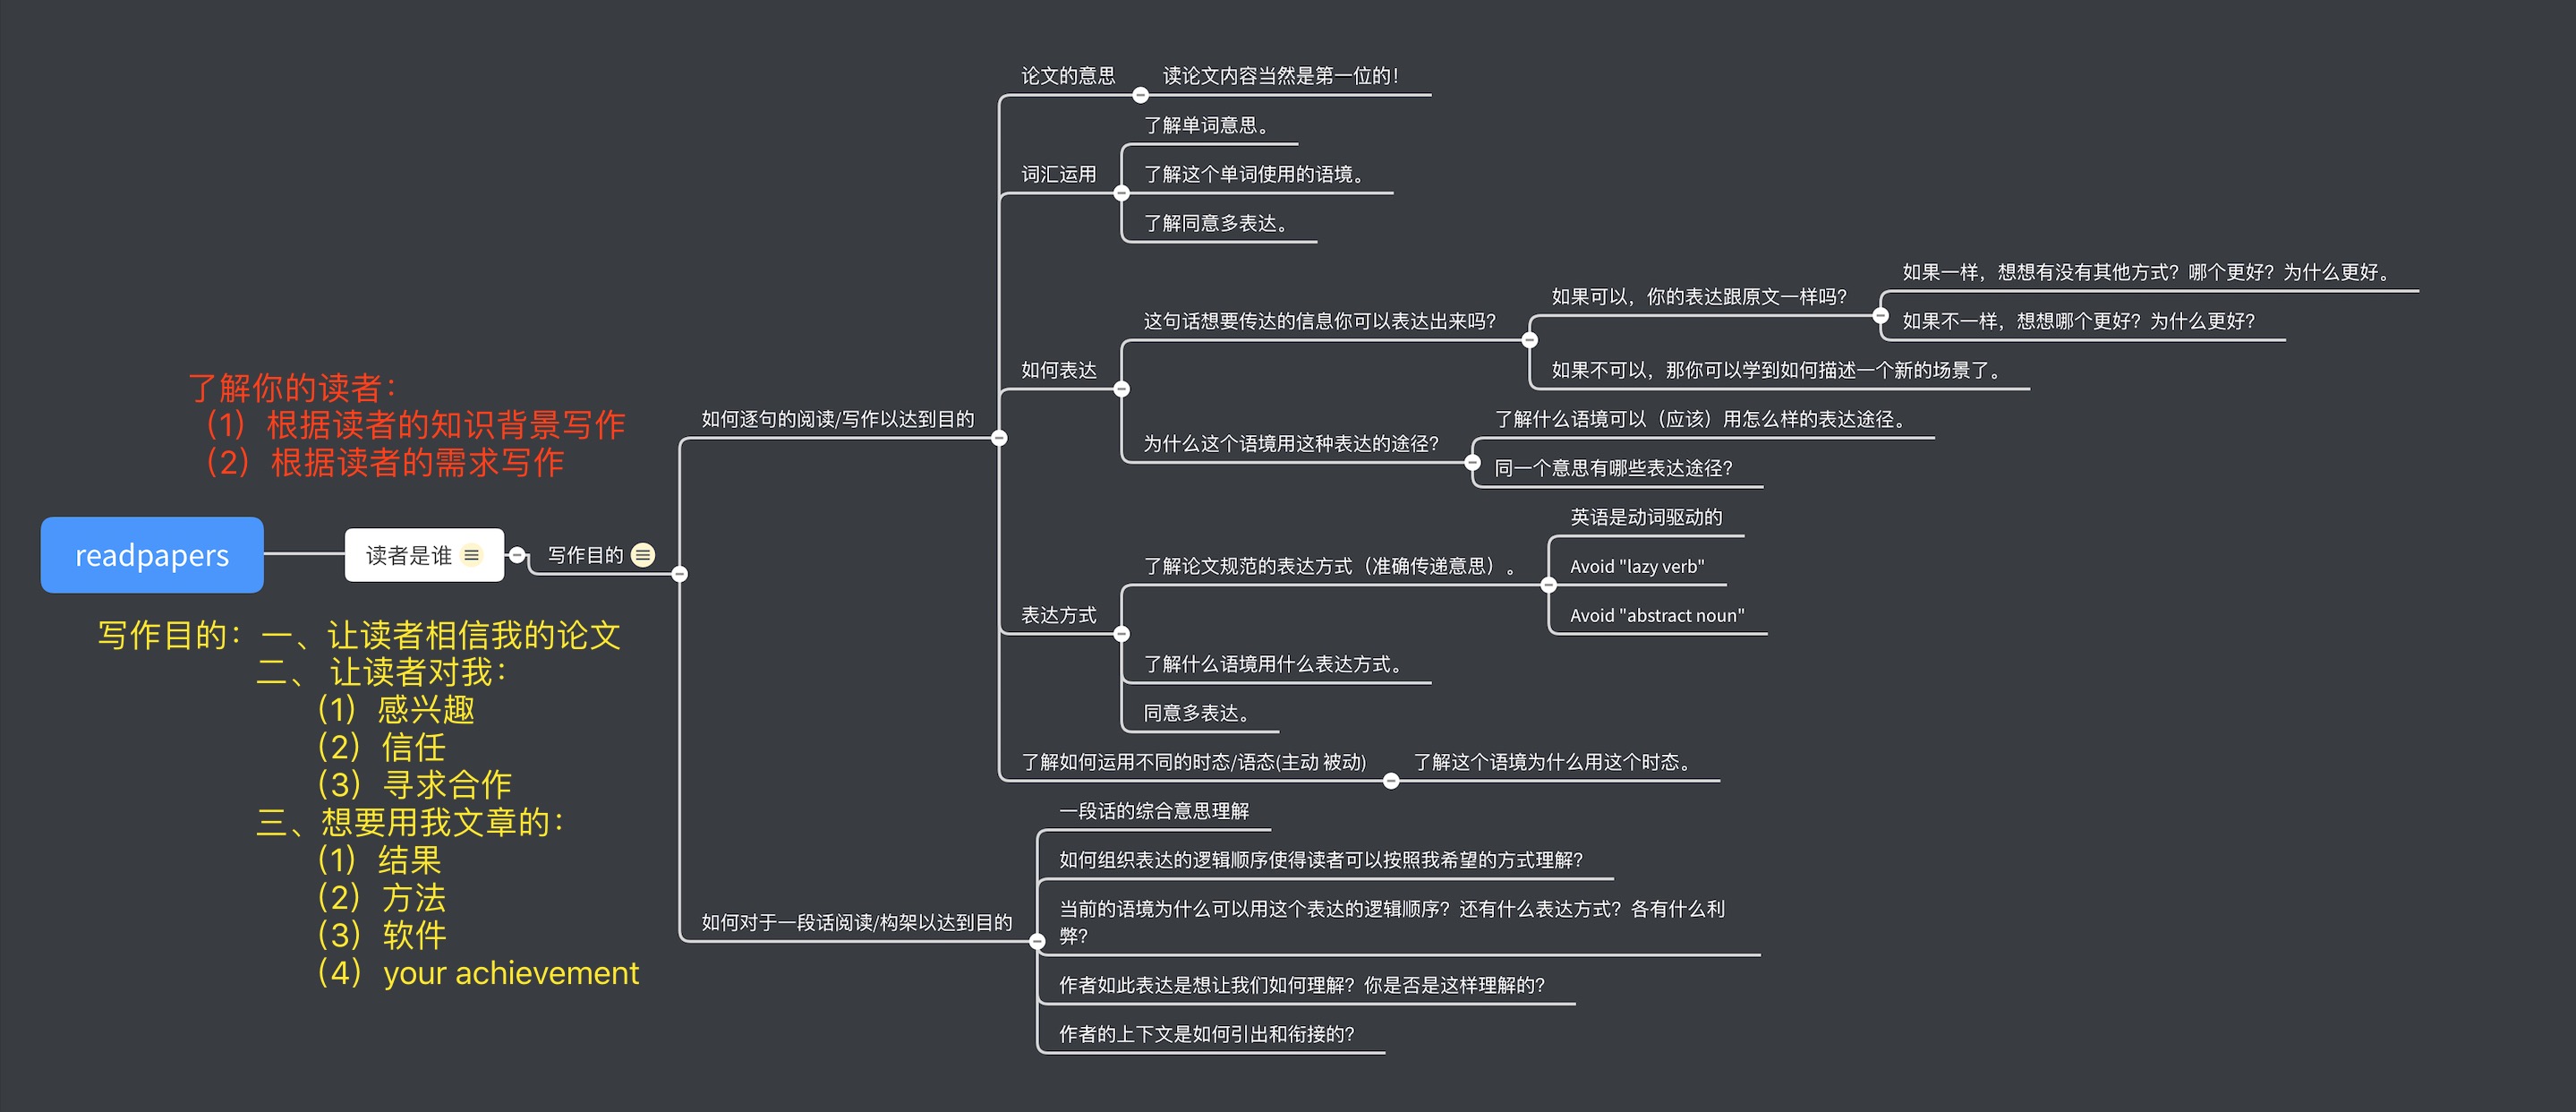 论文的意思
读论文内容当然是第一位的!
词汇运用
了解单词意思。
了解这个单词使用的语境。
了解同意多表达。
如何表达
这句话想要传达的信息你可以表达出来吗?
如果可以，你的表达跟原文一样吗?
如果一样，想想有没有其他方式? 哪个更好? 为什么更好。
如果不一样，想想哪个更好? 为什么更好?
如果不可以，那你可以学到如何描述一个新的场景了。
为什么这个语境用这种表达的途径?
了解什么语境可以（应该）用怎么样的表达途径。
同一个意思有哪些表达途径?
了解你的读者：
（1）根据读者的知识背景写作
（2）根据读者的需求写作
如何逐句的阅读/写作以达到目的
readpapers
读者是谁
写作目的
表达方式
了解论文规范的表达方式（准确传递意思）。
英语是动词驱动的
Avoid "lazy verb"
Avoid "abstract noun"
了解什么语境用什么表达方式。
同意多表达。
了解如何运用不同的时态/语态(主动 被动)
了解这个语境为什么用这个时态。
写作目的：一、让读者相信我的论文
二、 让读者对我：
（1）感兴趣
（2）信任
（3）寻求合作
三、想要用我文章的：
（1）结果
（2）方法
（3）软件
（4）your achievement
如何对于一段话阅读/构架以达到目的
一段话的综合意思理解
如何组织表达的逻辑顺序使得读者可以按照我希望的方式理解?
当前的语境为什么可以用这个表达的逻辑顺序? 还有什么表达方式? 各有什么利
弊?
作者如此表达是想让我们如何理解? 你是否是这样理解的?
作者的上下文是如何引出和衔接的?